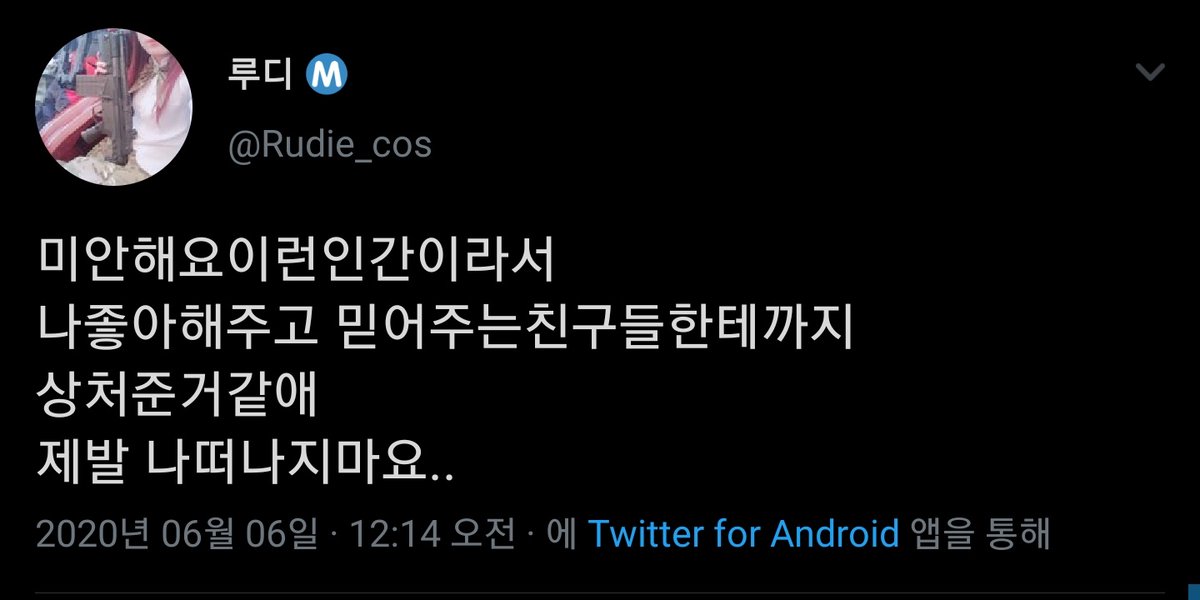 루디 Ⓜ️
@Rudie_cos
미안해요이런인간이라서
나좋아해주고 믿어주는친구들한테까지
상처준거같애
제발 나떠나지마요..
2020년 06월 06일 · 12:14 오전 · 에 Twitter for Android 앱을 통해